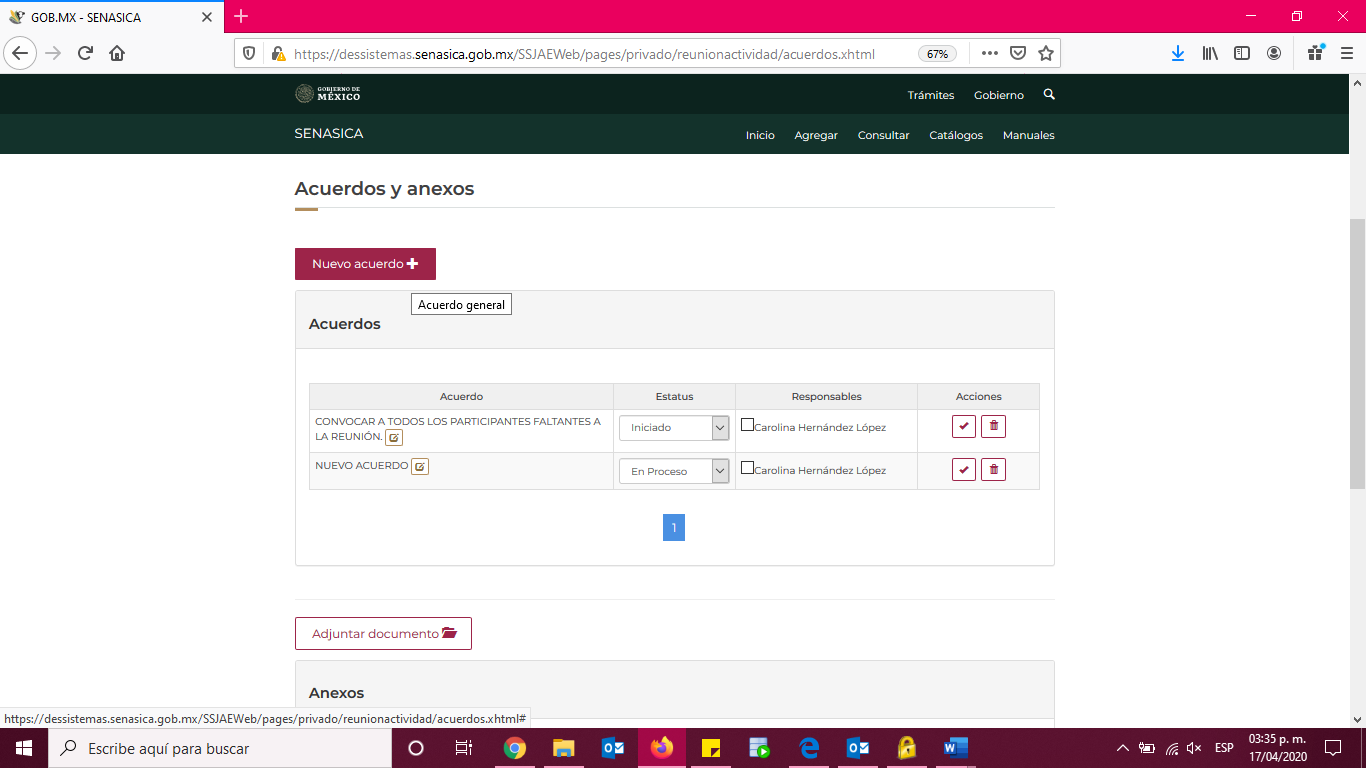 GOB.MX - SENASICA
https://dessistemas.senasica.gob.mx/SSJAEWeb/pages/privado/reunionactividad/acuerdos.xhtml
67%
GOBIERNO DE
MÉXICO
Trámites
Gobierno
SENASICA
Inicio
Agregar
Consultar
Catálogos
Manuales
Acuerdos y anexos
Nuevo acuerdo
Acuerdo general
Acuerdos
Acuerdo
Estatus
Responsables
Acciones
CONVOCAR A TODOS LOS PARTICIPANTES FALTANTES A
LA REUNIÓN.
Iniciado
Carolina Hernández López
NUEVO ACUERDO
En Proceso
Carolina Hernández López
1
Adjuntar documento
Anexos
https://dessistemas.senasica.gob.mx/SSJAEWeb/pages/privado/reunionactividad/acuerdos.xhtml#
Escribe aquí para buscar
ESP
03:35 p. m.
17/04/2020